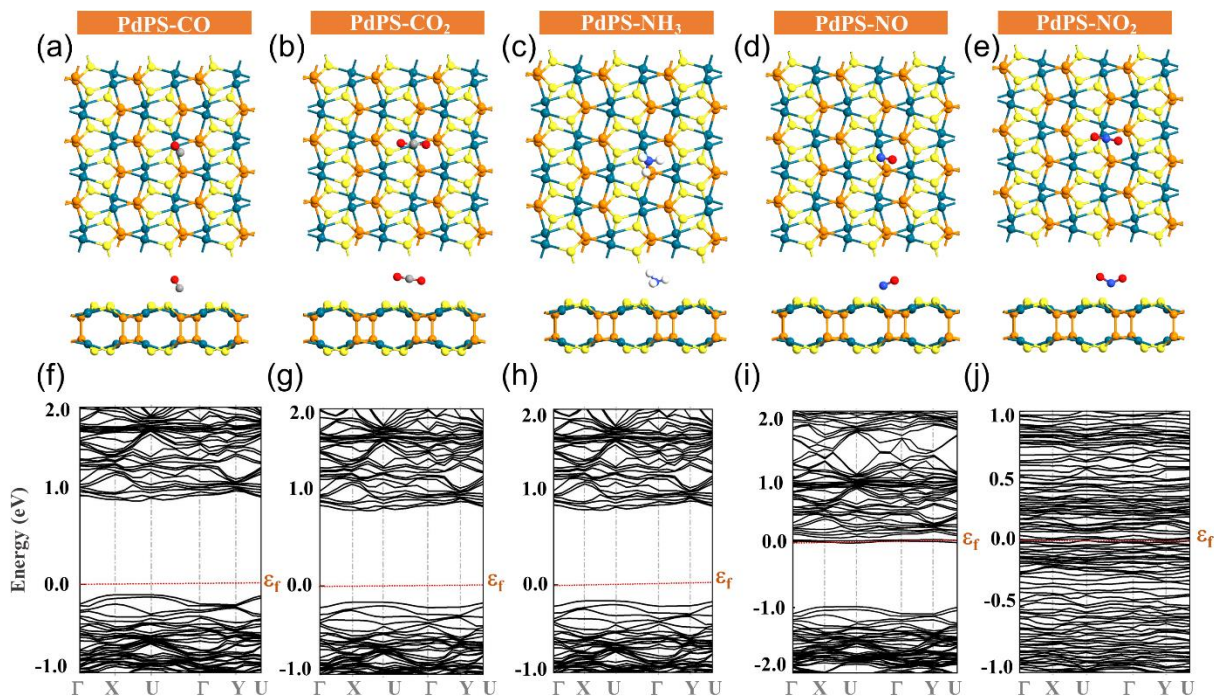 PdPS-CO
PdPS-CO₂
PdPS-NH₃
PdPS-NO
PdPS-NO₂
(a)
(b)
(c)
(d)
(e)
(f)
(g)
(h)
(i)
(j)
Energy (eV)
2.0
1.0
0.0
-1.0
εf
Γ X U Γ Y U
2.0
1.0
0.0
-1.0
εf
X U Γ Y U
2.0
1.0
0.0
-1.0
εf
Γ X U Γ Y U
2.0
1.0
0.0
-1.0
-2.0
εf
Γ X U Γ Y U
1.0
0.5
0.0
-0.5
-1.0
εf
Γ X U Γ Y U